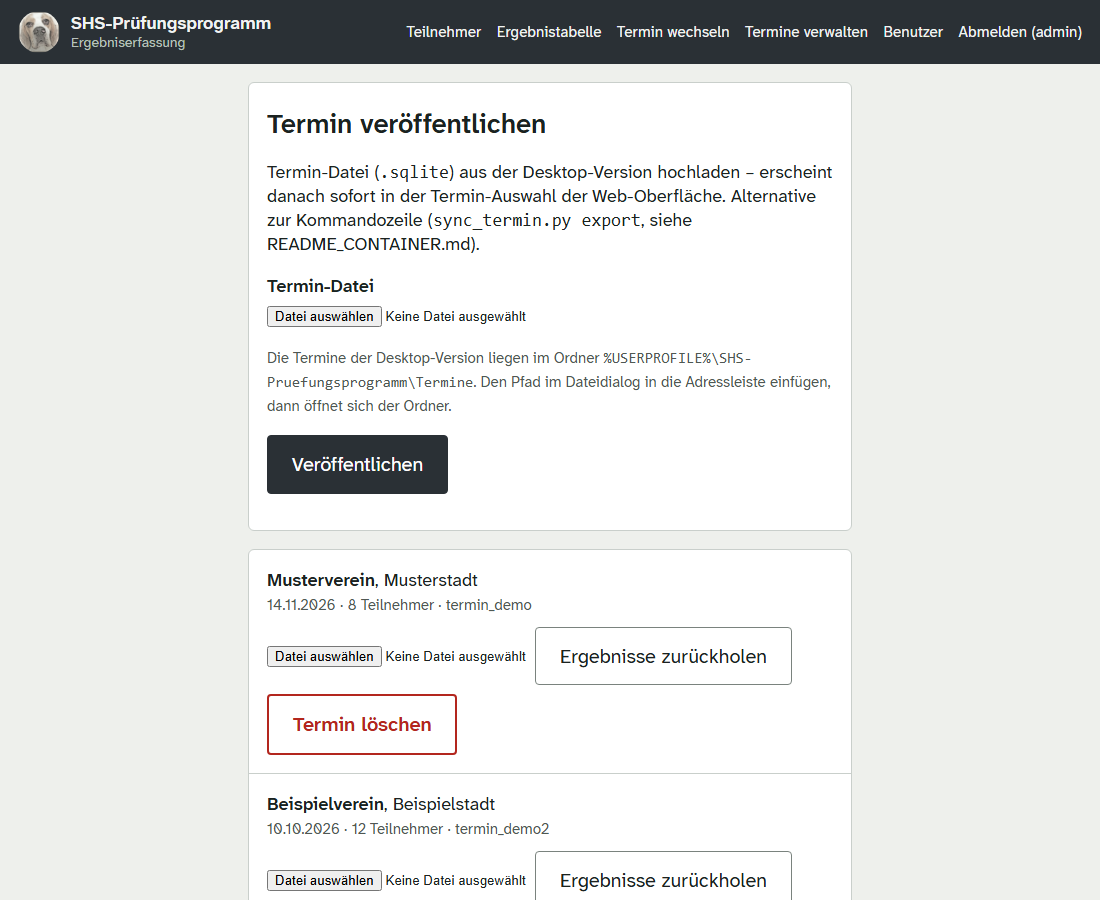 SHS-Prüfungsprogramm
Ergebniserfassung
Teilnehmer Ergebnistabelle Termin wechseln Termine verwalten Benutzer Abmelden (admin)
Termin veröffentlichen
Termin-Datei (.sqlite) aus der Desktop-Version hochladen – erscheint
danach sofort in der Termin-Auswahl der Web-Oberfläche. Alternative
zur Kommandozeile (sync_termin.py export, siehe
README_CONTAINER.md).
Termin-Datei
Datei auswählen Keine Datei ausgewählt
Die Termine der Desktop-Version liegen im Ordner %USERPROFILE%\SHS-
Pruefungsprogramm\Termine. Den Pfad im Dateidialog in die Adressleiste einfügen,
dann öffnet sich der Ordner.
Veröffentlichen
Musterverein, Musterstadt
14.11.2026 · 8 Teilnehmer · termin_demo
Datei auswählen Keine Datei ausgewählt Ergebnisse zurückholen
Termin löschen
Beispielverein, Beispielstadt
10.10.2026 · 12 Teilnehmer · termin_demo2
Datei auswählen Keine Datei ausgewählt Ergebnisse zurückholen